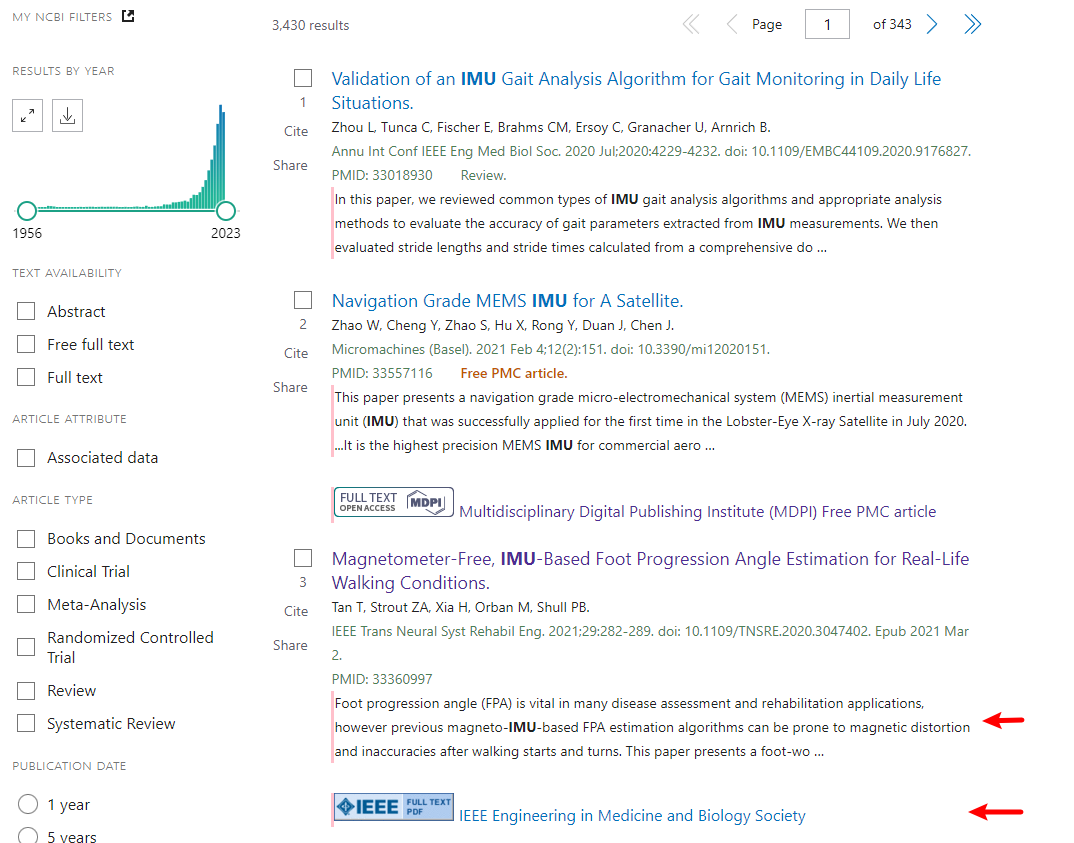 MY NCBI FILTERS
3,430 results
Page 1 of 343
RESULTS BY YEAR
1956
2023
TEXT AVAILABILITY
Abstract
Free full text
Full text
ARTICLE ATTRIBUTE
Associated data
ARTICLE TYPE
Books and Documents
Clinical Trial
Meta-Analysis
Randomized Controlled
Trial
Review
Systematic Review
PUBLICATION DATE
1 year
5 years
1
Cite
Share
Validation of an IMU Gait Analysis Algorithm for Gait Monitoring in Daily Life
Situations.
Zhou L, Tunca C, Fischer E, Brahms CM, Ersoy C, Granacher U, Arnrich B.
Annu Int Conf IEEE Eng Med Biol Soc. 2020 Jul;2020:4229-4232. doi: 10.1109/EMBC44109.2020.9176827.
PMID: 33018930 Review.
In this paper, we reviewed common types of IMU gait analysis algorithms and appropriate analysis
methods to evaluate the accuracy of gait parameters extracted from IMU measurements. We then
evaluated stride lengths and stride times calculated from a comprehensive do ...
2
Cite
Share
Navigation Grade MEMS IMU for A Satellite.
Zhao W, Cheng Y, Zhao S, Hu X, Rong Y, Duan J, Chen J.
Micromachines (Basel). 2021 Feb 4;12(2):151. doi: 10.3390/mi12020151.
PMID: 33557116 Free PMC article.
This paper presents a navigation grade micro-electromechanical system (MEMS) inertial measurement
unit (IMU) that was successfully applied for the first time in the Lobster-Eye X-ray Satellite in July 2020.
...It is the highest precision MEMS IMU for commercial aero ...
FULL TEXT
OPEN ACCESS
MDPI
Multidisciplinary Digital Publishing Institute (MDPI) Free PMC article
3
Cite
Share
Magnetometer-Free, IMU-Based Foot Progression Angle Estimation for Real-Life
Walking Conditions.
Tan T, Strout ZA, Xia H, Orban M, Shull PB.
IEEE Trans Neural Syst Rehabil Eng. 2021;29:282-289. doi: 10.1109/TNSRE.2020.3047402. Epub 2021 Mar
2.
PMID: 33360997
Foot progression angle (FPA) is vital in many disease assessment and rehabilitation applications,
however previous magneto-IMU-based FPA estimation algorithms can be prone to magnetic distortion
and inaccuracies after walking starts and turns. This paper presents a foot-wo ...
IEEE
FULL TEXT
PDF
IEEE Engineering in Medicine and Biology Society